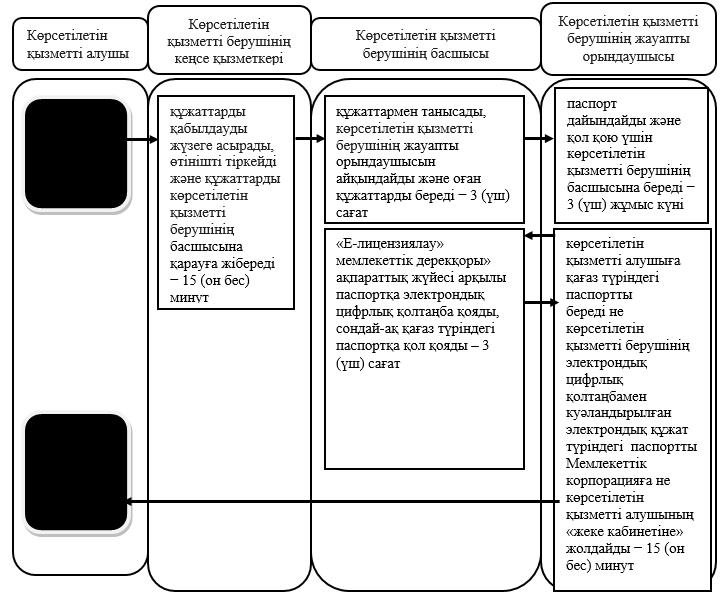 Көрсетілетін
қызметті алушы
Көрсетілетін
қызметті берушінің
кеңсе қызметкері
Көрсетілетін қызметті
берушінің басшысы
Көрсетілетін қызметті
берушінің жауапты
орындаушысы
құжаттарды
қабылдауды
жүзеге асырады,
өтінішті тіркейді
және құжаттарды
көрсетілетін
қызметті
берушінің
басшысына
қарауға жібереді
− 15 (он бес)
минут
құжаттармен танысады,
көрсетілетін қызметті
берушінің жауапты
орындаушысын
айқындайды және оған
құжаттарды береді − 3 (үш)
сағат
паспорт
дайындайды және
қол қою үшін
көрсетілетін
қызметті берушінің
басшысына береді −
3 (үш) жұмыс күні
«Е-лицензиялау»
мемлекеттік дерекқоры»
ақпараттық жүйесі арқылы
паспортқа электрондық
цифрлық қолтаңба қояды,
сондай-ақ қағаз түріндегі
паспортқа қол қояды – 3
(үш) сағат
көрсетілетін
қызметті алушыға
қағаз түріндегі
паспортты
береді не
көрсетілетін
қызметті берушінің
электрондық
цифрлық
қолтаңбамен
куәландырылған
электрондық құжат
түріндегі паспортты
Мемлекеттік
корпорацияға не
көрсетілетін
қызметті алушының
«жеке кабинетіне»
жолдайды − 15 (он
бес) минут